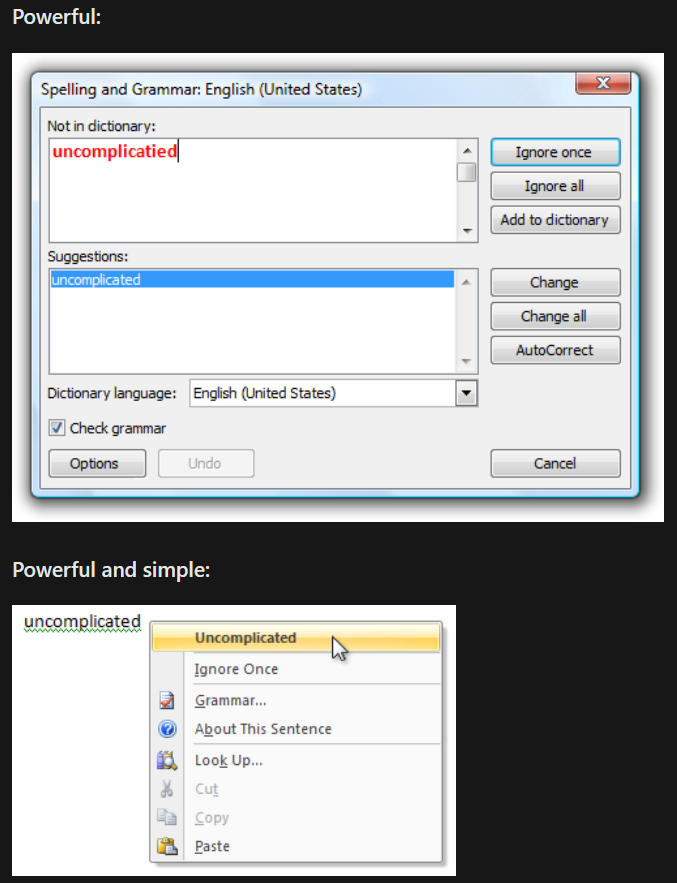 Powerful:
Spelling and Grammar: English (United States)
Not in dictionary:
uncomplicatied
Ignore once
Ignore all
Add to dictionary
Suggestions:
uncomplicated
Change
Change all
AutoCorrect
Dictionary language: English (United States)
Check grammar
Options Undo Cancel
Powerful and simple:
uncomplicated
Uncomplicated
Ignore Once
Grammar...
About This Sentence
Look Up...
Cut
Copy
Paste